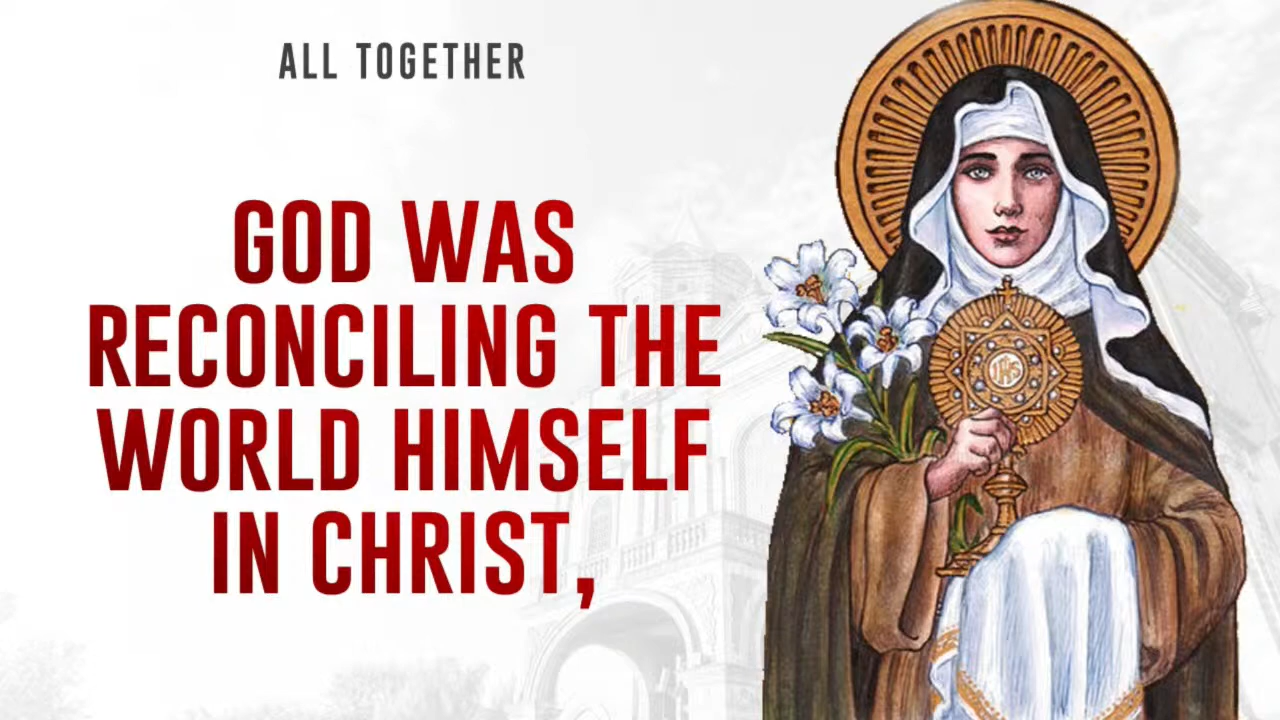 ALL TOGETHER
GOD WAS
RECONCILING THE
WORLD HIMSELF
IN CHRIST,
IHS